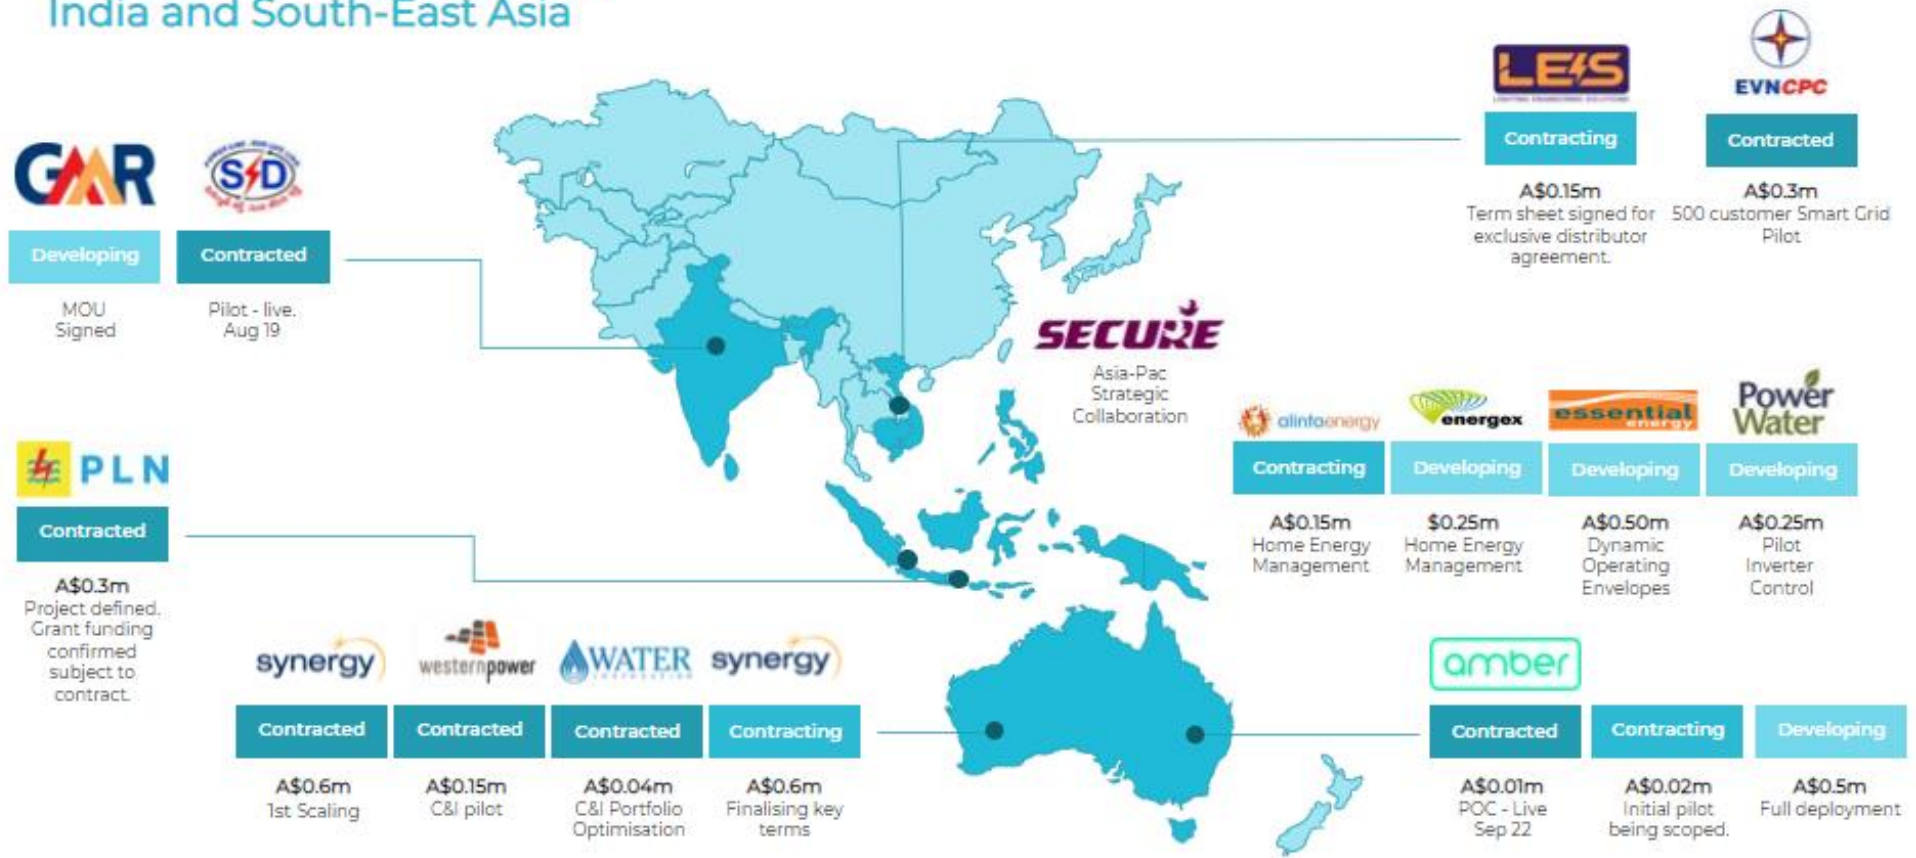 India and South-East Asia
LE⚡S
EVNCPC
Contracting
Contracted
A$0.15m
Term sheet signed for
exclusive distributor
agreement.
A$0.3m
500 customer Smart Grid
Pilot
GMR
S⚡D
Developing
Contracted
MOU
Signed
Pilot - live.
Aug 19
SECURE
Asia-Pac
Strategic
Collaboration
alintaenergy
energex
essential
energy
Power
Water
Contracting
Developing
Developing
Developing
A$0.15m
Home Energy
Management
$0.25m
Home Energy
Management
A$0.50m
Dynamic
Operating
Envelopes
A$0.25m
Pilot
Inverter
Control
PLN
Contracted
A$0.3m
Project defined.
Grant funding
confirmed
subject to
contract.
synergy
westernpower
WATER
CORPORATION
synergy
Contracted
Contracted
Contracted
Contracting
A$0.6m
1st Scaling
A$0.15m
C&I pilot
A$0.04m
C&I Portfolio
Optimisation
A$0.6m
Finalising key
terms
amber
Contracted
Contracting
Developing
A$0.01m
POC - Live
Sep 22
A$0.02m
Initial pilot
being scoped.
A$0.5m
Full deployment